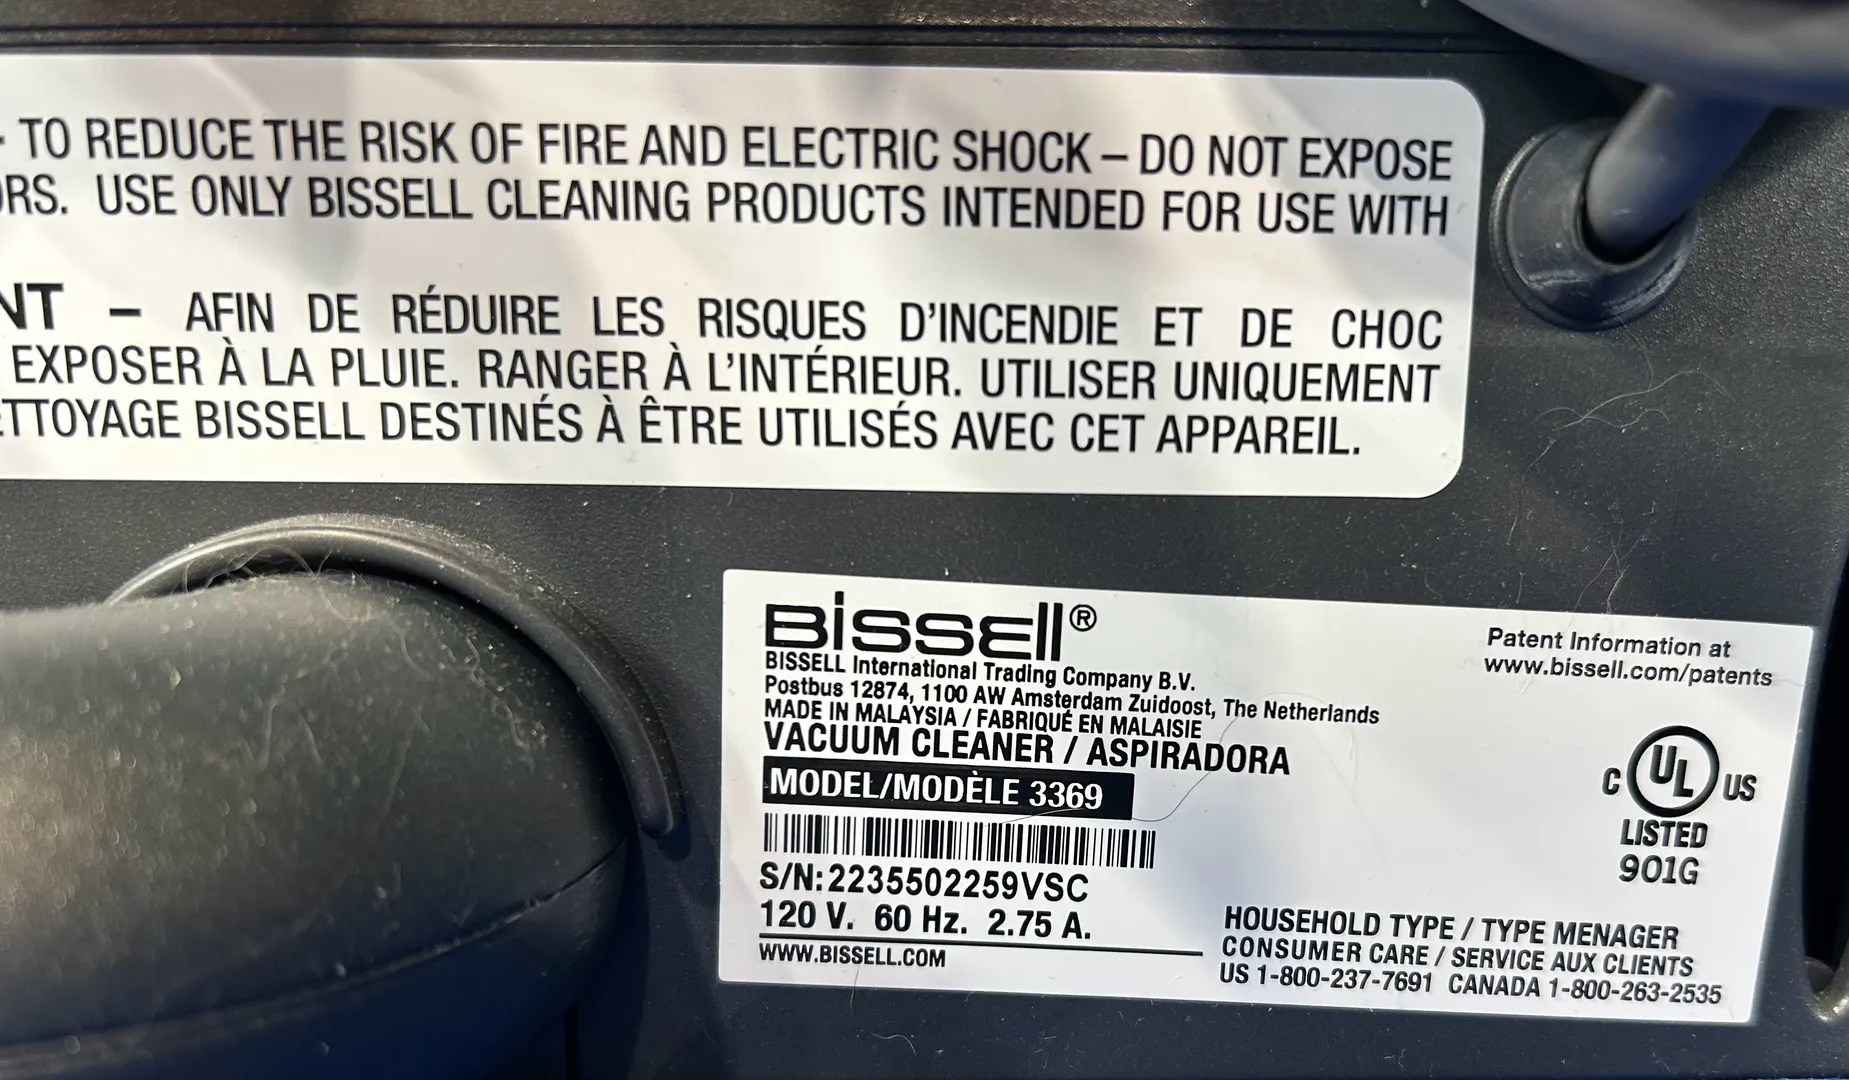 - TO REDUCE THE RISK OF FIRE AND ELECTRIC SHOCK – DO NOT EXPOSE
ORS. USE ONLY BISSELL CLEANING PRODUCTS INTENDED FOR USE WITH
NT – AFIN DE RÉDUIRE LES RISQUES D'INCENDIE ET DE CHOC
EXPOSER À LA PLUIE. RANGER À L'INTÉRIEUR. UTILISER UNIQUEMENT
ETTOYAGE BISSELL DESTINÉS À ÊTRE UTILISÉS AVEC CET APPAREIL.
BISSELL®
BISSELL International Trading Company B.V.
Postbus 12874, 1100 AW Amsterdam Zuidoost, The Netherlands
MADE IN MALAYSIA / FABRIQUÉ EN MALAISIE
VACUUM CLEANER / ASPIRADORA
MODEL/MODÈLE 3369
S/N:2235502259VSC
120 V. 60 Hz. 2.75 A.
WWW.BISSELL.COM
Patent Information at
www.bissell.com/patents
C UL US
LISTED
901G
HOUSEHOLD TYPE / TYPE MENAGER
CONSUMER CARE / SERVICE AUX CLIENTS
US 1-800-237-7691 CANADA 1-800-263-2535